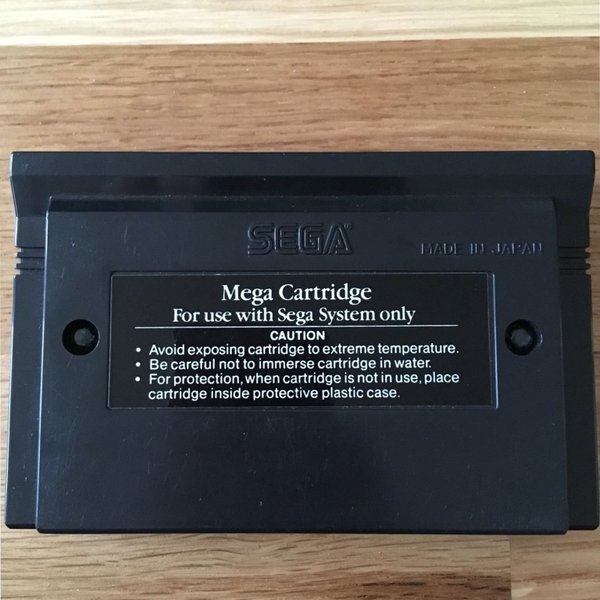 SEGA
MADE IN JAPAN
Mega Cartridge
For use with Sega System only
CAUTION
• Avoid exposing cartridge to extreme temperature.
• Be careful not to immerse cartridge in water.
• For protection, when cartridge is not in use, place
cartridge inside protective plastic case.